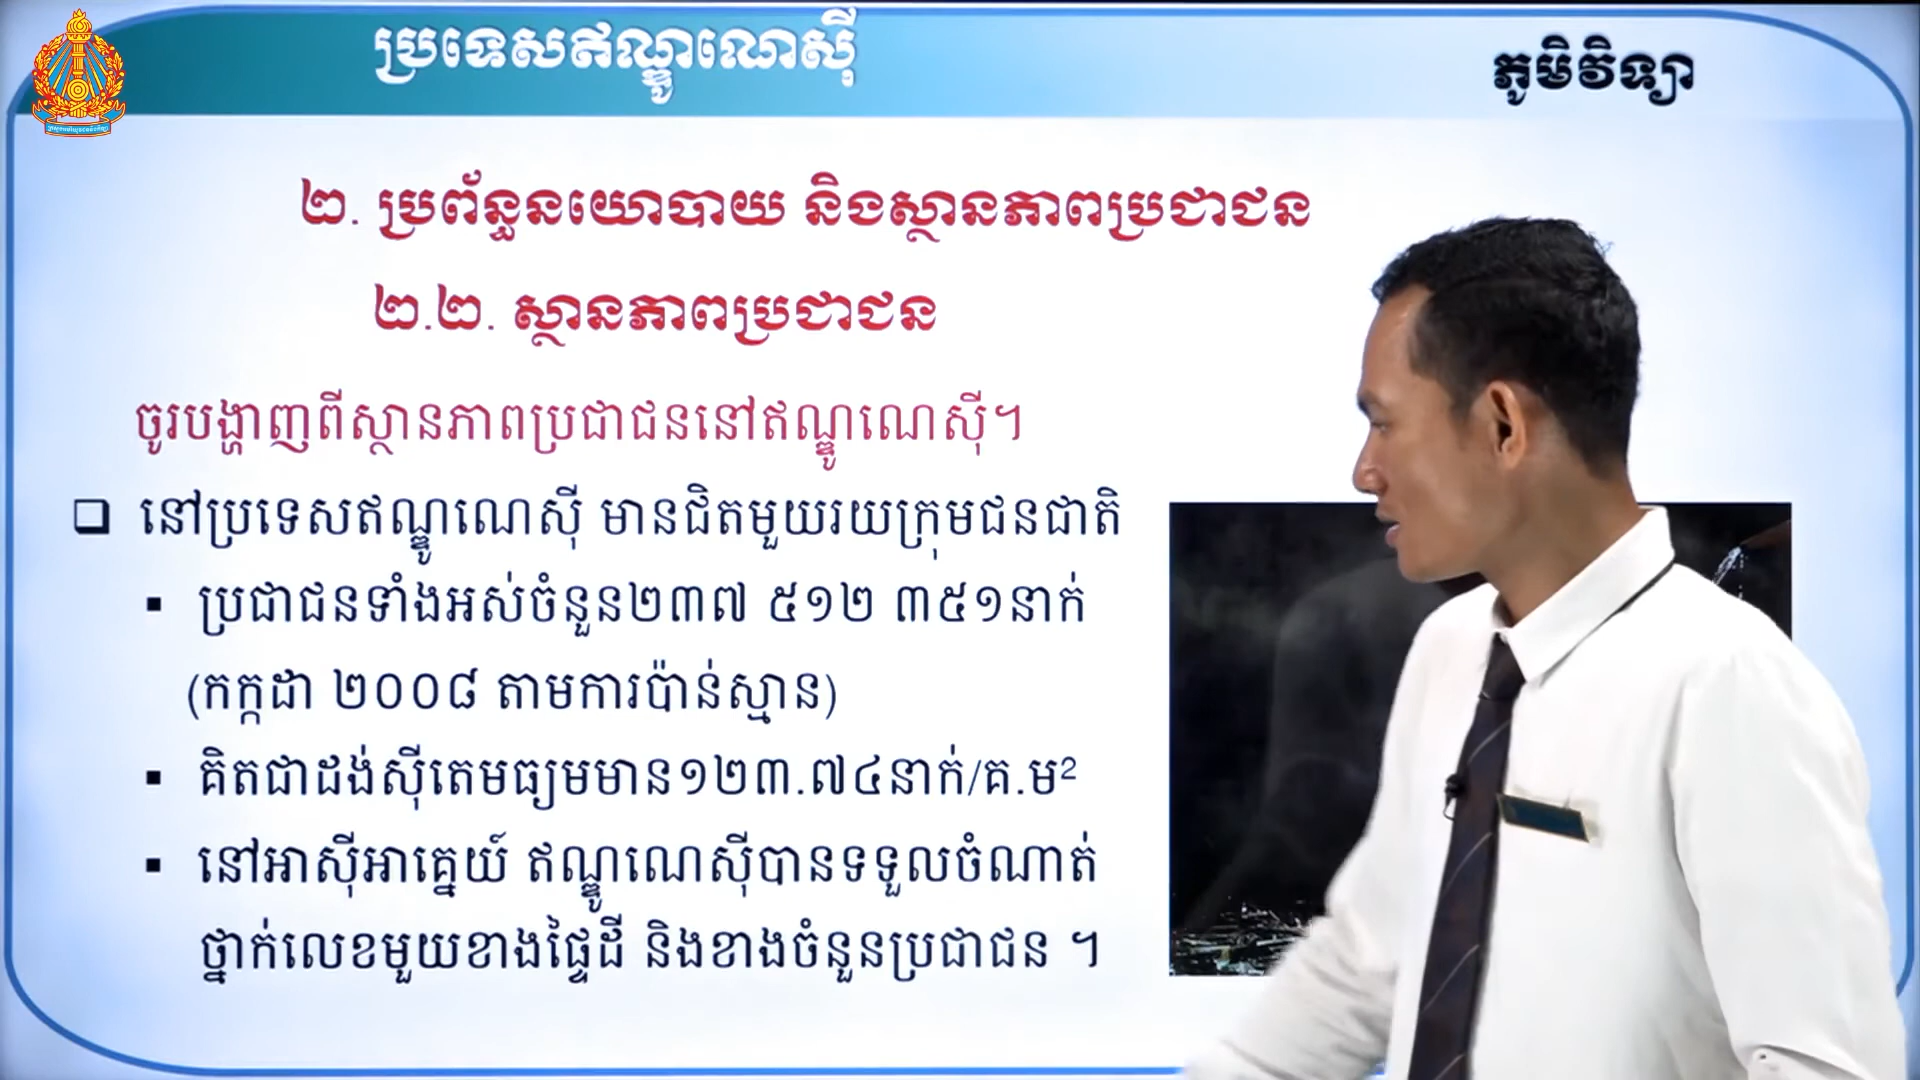 ប្រទេសឥណ្ឌូណេស៊ី
ភូមិវិទ្យា
២. ប្រព័ន្ធនយោបាយ និងស្ថានភាពប្រជាជន
២.២. ស្ថានភាពប្រជាជន
ចូរបង្ហាញពីស្ថានភាពប្រជាជននៅឥណ្ឌូណេស៊ី។
នៅប្រទេសឥណ្ឌូណេស៊ី មានជិតមួយរយក្រុមជនជាតិ
ប្រជាជនទាំងអស់ចំនួន២៣៧ ៥១២ ៣៥១នាក់
(កក្កដា ២០០៨ តាមការប៉ាន់ស្មាន)
គិតជាដង់ស៊ីតេមធ្យមមាន១២៣.៧៤នាក់/គ.ម²
នៅអាស៊ីអាគ្នេយ៍ ឥណ្ឌូណេស៊ីបានទទួលចំណាត់
ថ្នាក់លេខមួយខាងផ្ទៃដី និងខាងចំនួនប្រជាជន ។